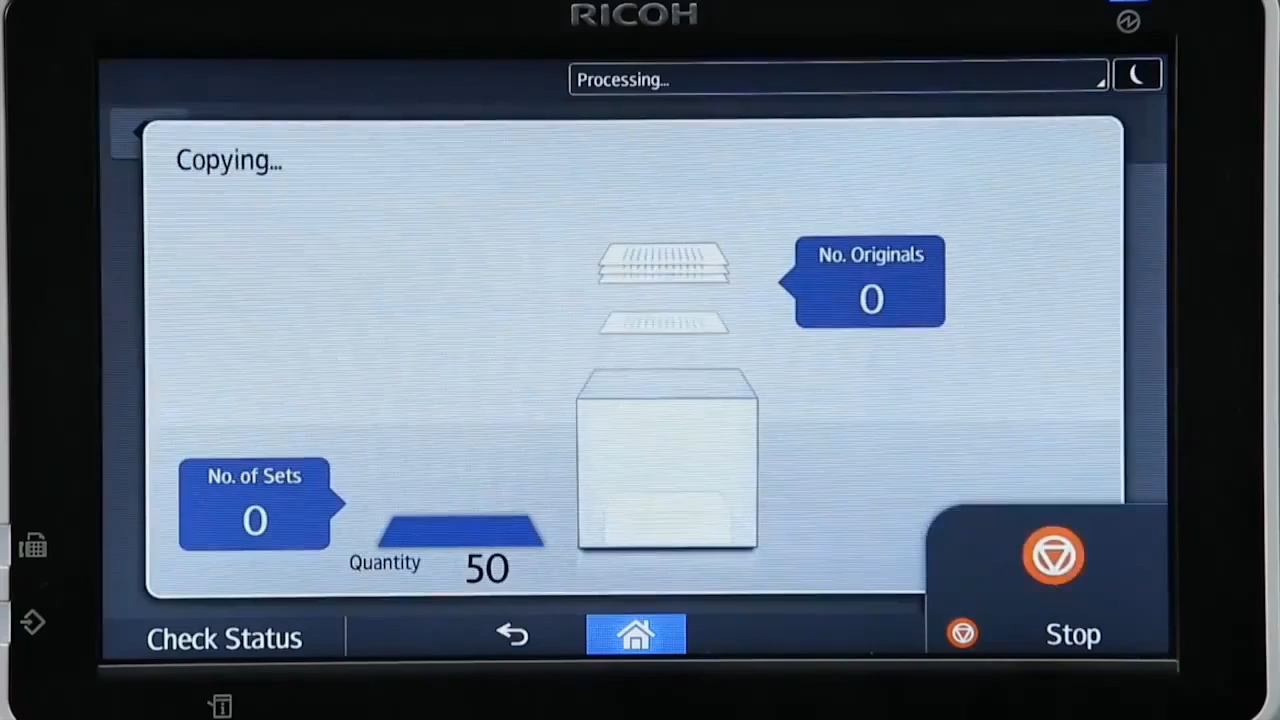 RICOH
Processing...
Copying...
No. Originals
0
No. of Sets
0
Quantity 50
Check Status
Stop